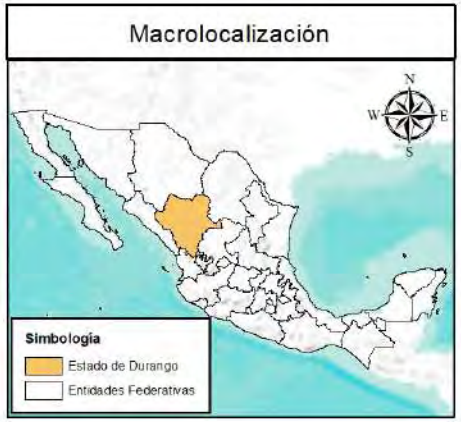 Macrolocalización
N
W E
S
Simbología
Estado de Durango
Entidades Federativas